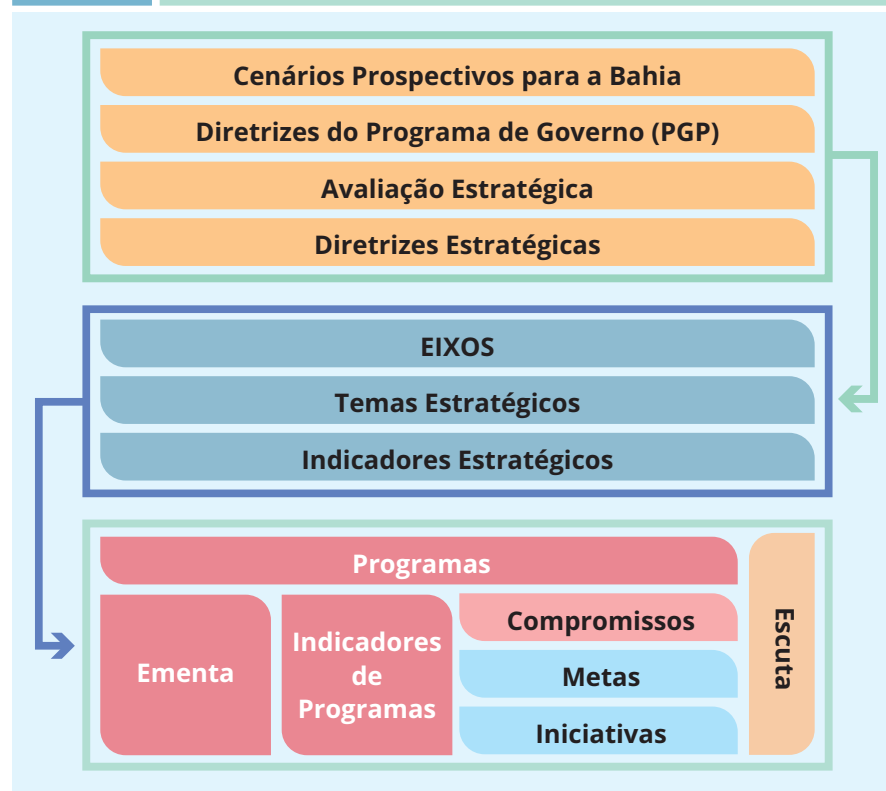 Cenários Prospectivos para a Bahia
Diretrizes do Programa de Governo (PGP)
Avaliação Estratégica
Diretrizes Estratégicas
EIXOS
Temas Estratégicos
Indicadores Estratégicos
Programas
Ementa
Indicadores
de
Programas
Compromissos
Metas
Iniciativas
Escuta